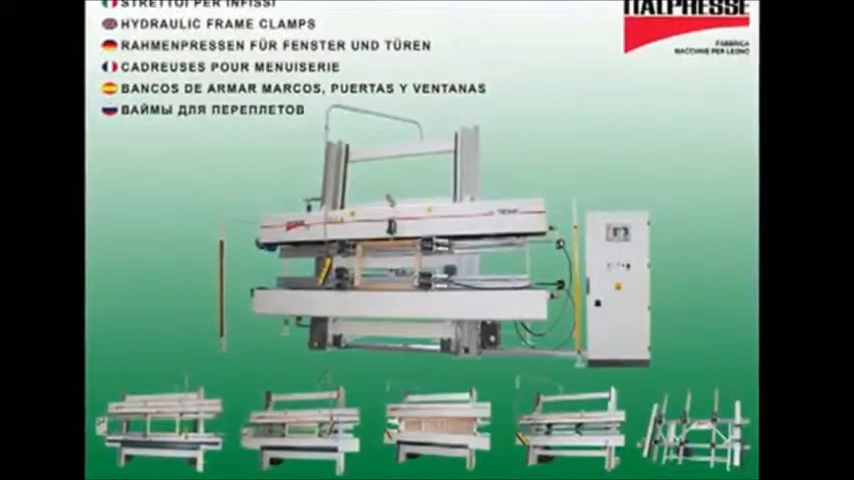 STRETTOI PER INFISSI
ITALPRESSE
HYDRAULIC FRAME CLAMPS
RAHMENPRESSEN FÜR FENSTER UND TÜREN
FABBRICA
MACCHINE PER LEGNO
CADREUSES POUR MENUISERIE
BANCOS DE ARMAR MARCOS, PUERTAS Y VENTANAS
ВАЙМЫ ДЛЯ ПЕРЕПЛЕТОВ